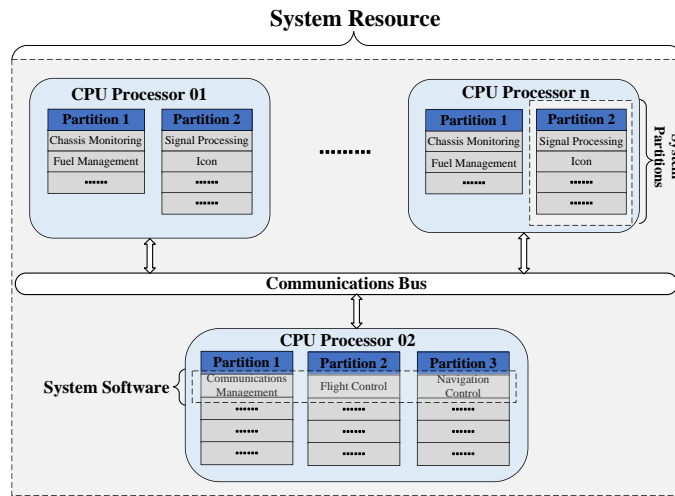 System Resource
CPU Processor 01
Partition 1
Chassis Monitoring
Fuel Management
······
Partition 2
Signal Processing
Icon
······
······
·········
CPU Processor n
Partition 1
Chassis Monitoring
Fuel Management
······
Partition 2
Signal Processing
Icon
······
······
System
Partitions
Communications Bus
CPU Processor 02
System Software
Partition 1
Communications
Management
······
······
······
Partition 2
Flight Control
······
······
······
Partition 3
Navigation
Control
······
······
······